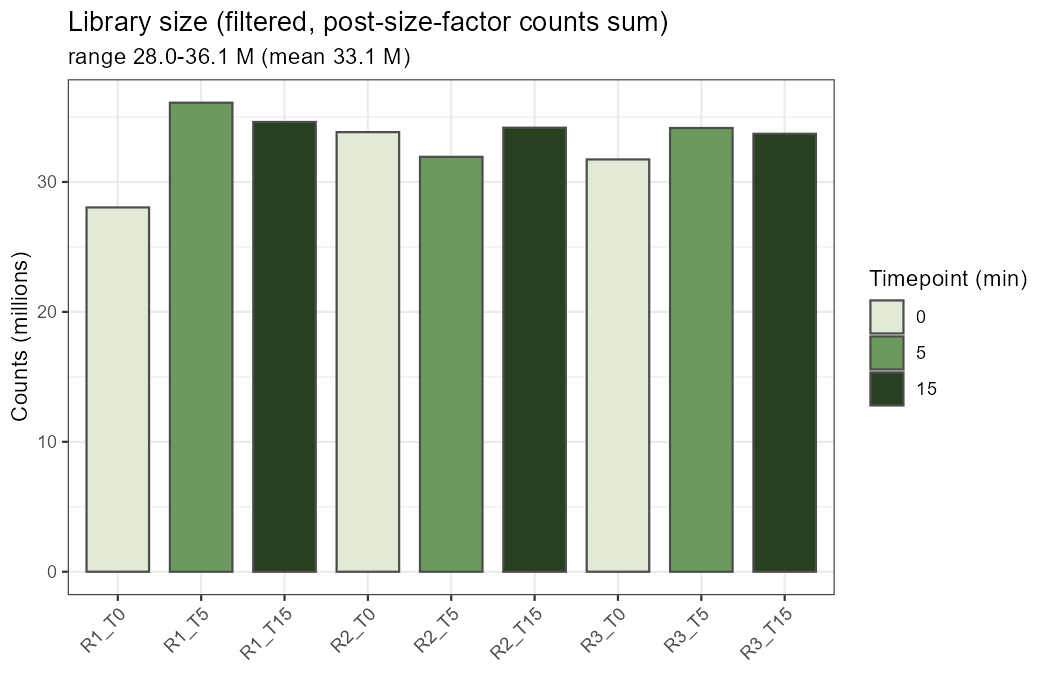 Library size (filtered, post-size-factor counts sum)
range 28.0-36.1 M (mean 33.1 M)
Counts (millions)
30
20
10
0
R1_T0
R1_T5
R1_T15
R2_T0
R2_T5
R2_T15
R3_T0
R3_T5
R3_T15
Timepoint (min)
0
5
15